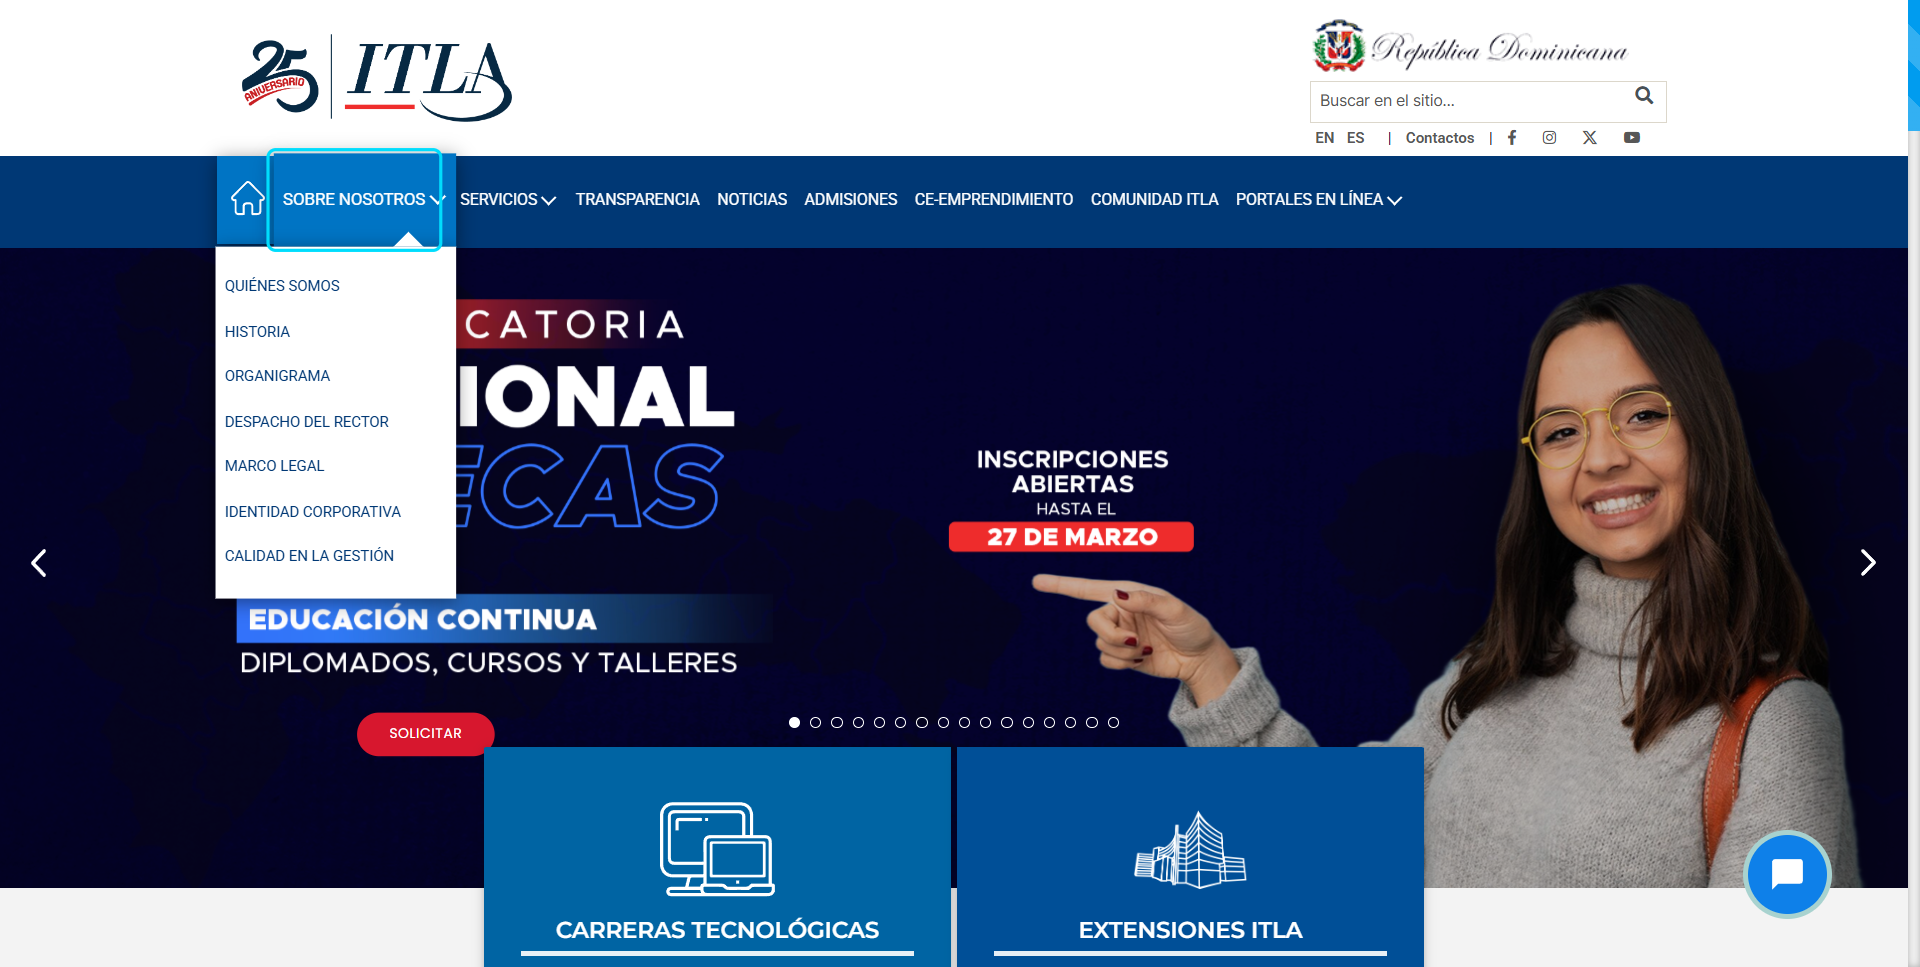 25 ANIVERSARIO
ITLA
República Dominicana
Buscar en el sitio...
EN ES | Contactos |
SOBRE NOSOTROS SERVICIOS TRANSPARENCIA NOTICIAS ADMISIONES CE-EMPRENDIMIENTO COMUNIDAD ITLA PORTALES EN LÍNEA
QUIÉNES SOMOS
HISTORIA
ORGANIGRAMA
DESPACHO DEL RECTOR
MARCO LEGAL
IDENTIDAD CORPORATIVA
CALIDAD EN LA GESTIÓN
CATORIA
IONAL
ECAS
EDUCACIÓN CONTINUA
DIPLOMADOS, CURSOS Y TALLERES
SOLICITAR
INSCRIPCIONES
ABIERTAS
HASTA EL
27 DE MARZO
CARRERAS TECNOLÓGICAS
EXTENSIONES ITLA